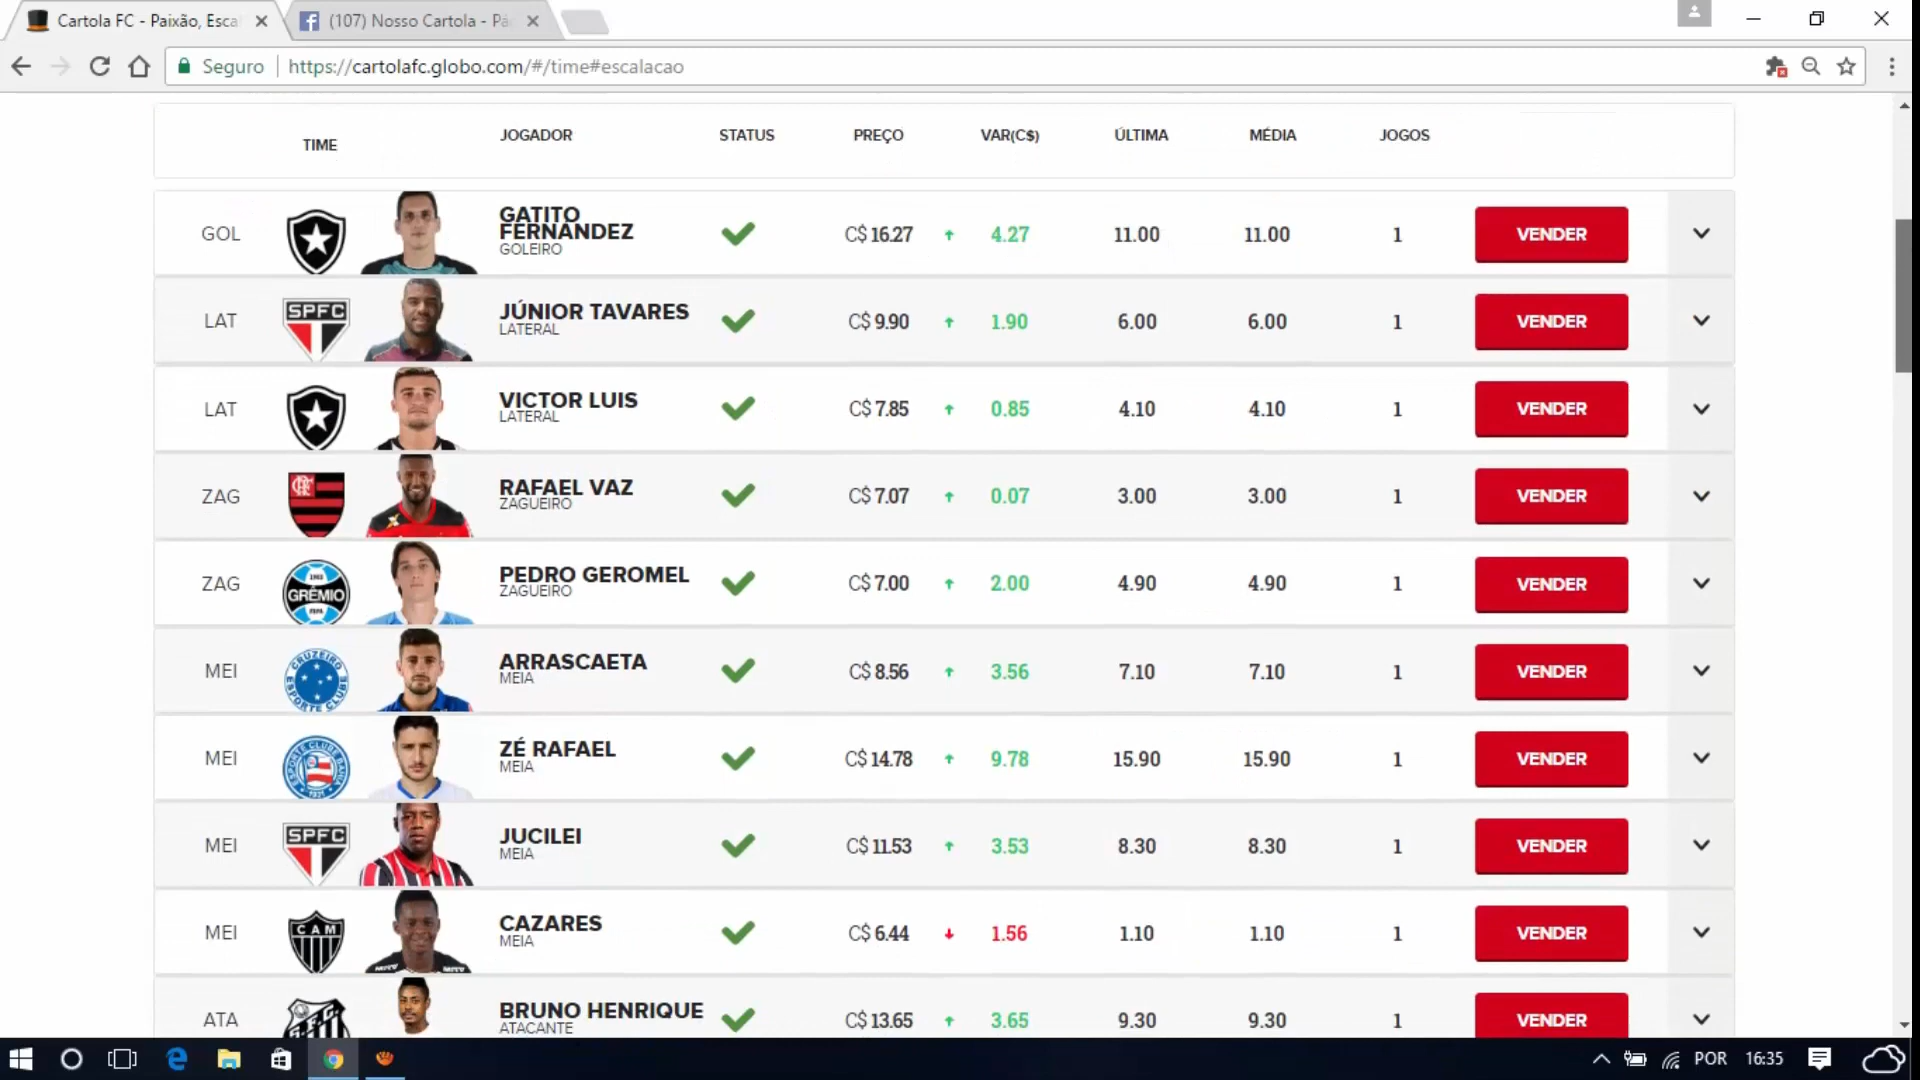 Cartola FC - Paixão, Esca
(107) Nosso Cartola - Pá
Seguro
https://cartolafc.globo.com/#/time#escalacao
TIME JOGADOR STATUS PREÇO VAR(C$) ÚLTIMA MÉDIA JOGOS
GOL GATITO FERNANDEZ C$ 16.27 4.27 11.00 11.00 1 VENDER
GOLEIRO
SPFC
LAT JÚNIOR TAVARES C$ 9.90 1.90 6.00 6.00 1 VENDER
LATERAL
LAT VICTOR LUIS C$ 7.85 0.85 4.10 4.10 1 VENDER
LATERAL
ZAG RAFAEL VAZ C$ 7.07 0.07 3.00 3.00 1 VENDER
ZAGUEIRO
GRÊMIO
ZAG PEDRO GEROMEL C$ 7.00 2.00 4.90 4.90 1 VENDER
ZAGUEIRO
CRUZEIRO ESPORTE CLUBE
MEI ARRASCAETA C$ 8.56 3.56 7.10 7.10 1 VENDER
MEIA
ESPORTE CLUBE BAHIA
1931
MEI ZÉ RAFAEL C$ 14.78 9.78 15.90 15.90 1 VENDER
MEIA
SPFC
MEI JUCILEI C$ 11.53 3.53 8.30 8.30 1 VENDER
MEIA
CAM
MEI CAZARES C$ 6.44 1.56 1.10 1.10 1 VENDER
MEIA
ATA BRUNO HENRIQUE C$ 13.65 3.65 9.30 9.30 1 VENDER
ATACANTE
POR 16:35